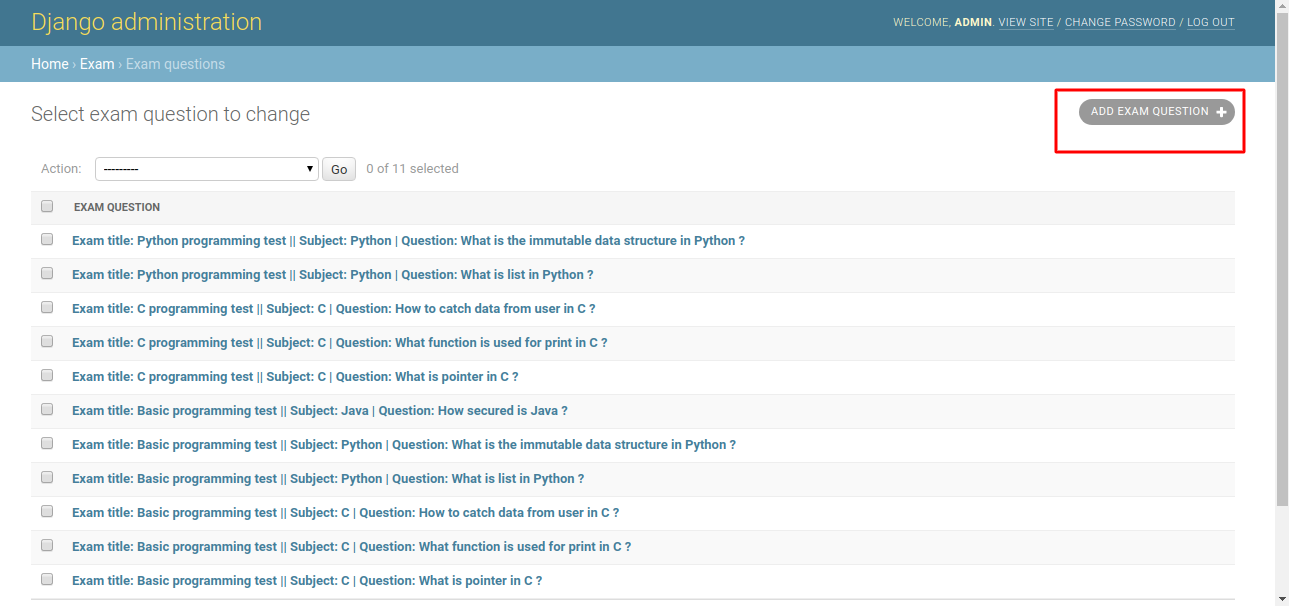 Django administration
WELCOME, ADMIN. VIEW SITE / CHANGE PASSWORD / LOG OUT
Home › Exam › Exam questions
Select exam question to change
ADD EXAM QUESTION +
Action: --------- Go 0 of 11 selected
EXAM QUESTION
Exam title: Python programming test || Subject: Python | Question: What is the immutable data structure in Python ?
Exam title: Python programming test || Subject: Python | Question: What is list in Python ?
Exam title: C programming test || Subject: C | Question: How to catch data from user in C ?
Exam title: C programming test || Subject: C | Question: What function is used for print in C ?
Exam title: C programming test || Subject: C | Question: What is pointer in C ?
Exam title: Basic programming test || Subject: Java | Question: How secured is Java ?
Exam title: Basic programming test || Subject: Python | Question: What is the immutable data structure in Python ?
Exam title: Basic programming test || Subject: Python | Question: What is list in Python ?
Exam title: Basic programming test || Subject: C | Question: How to catch data from user in C ?
Exam title: Basic programming test || Subject: C | Question: What function is used for print in C ?
Exam title: Basic programming test || Subject: C | Question: What is pointer in C ?